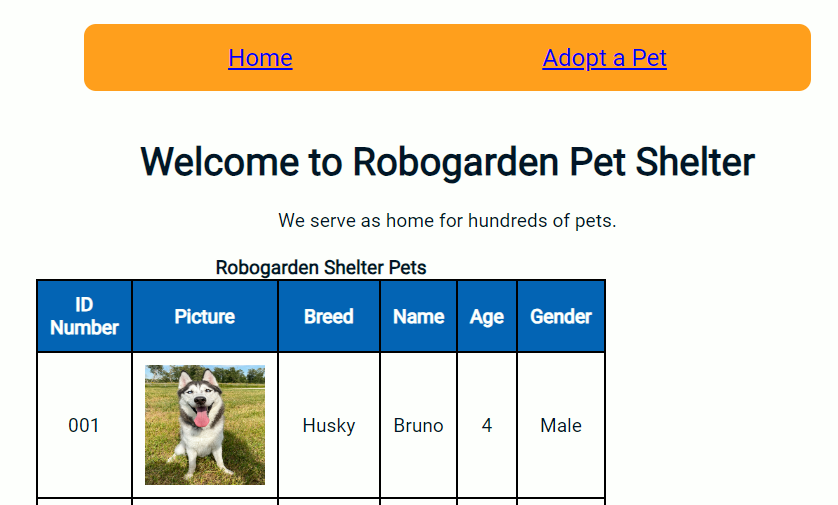 Home Adopt a Pet
Welcome to Robogarden Pet Shelter
We serve as home for hundreds of pets.
Robogarden Shelter Pets
ID Number Picture Breed Name Age Gender
001 Husky Bruno 4 Male